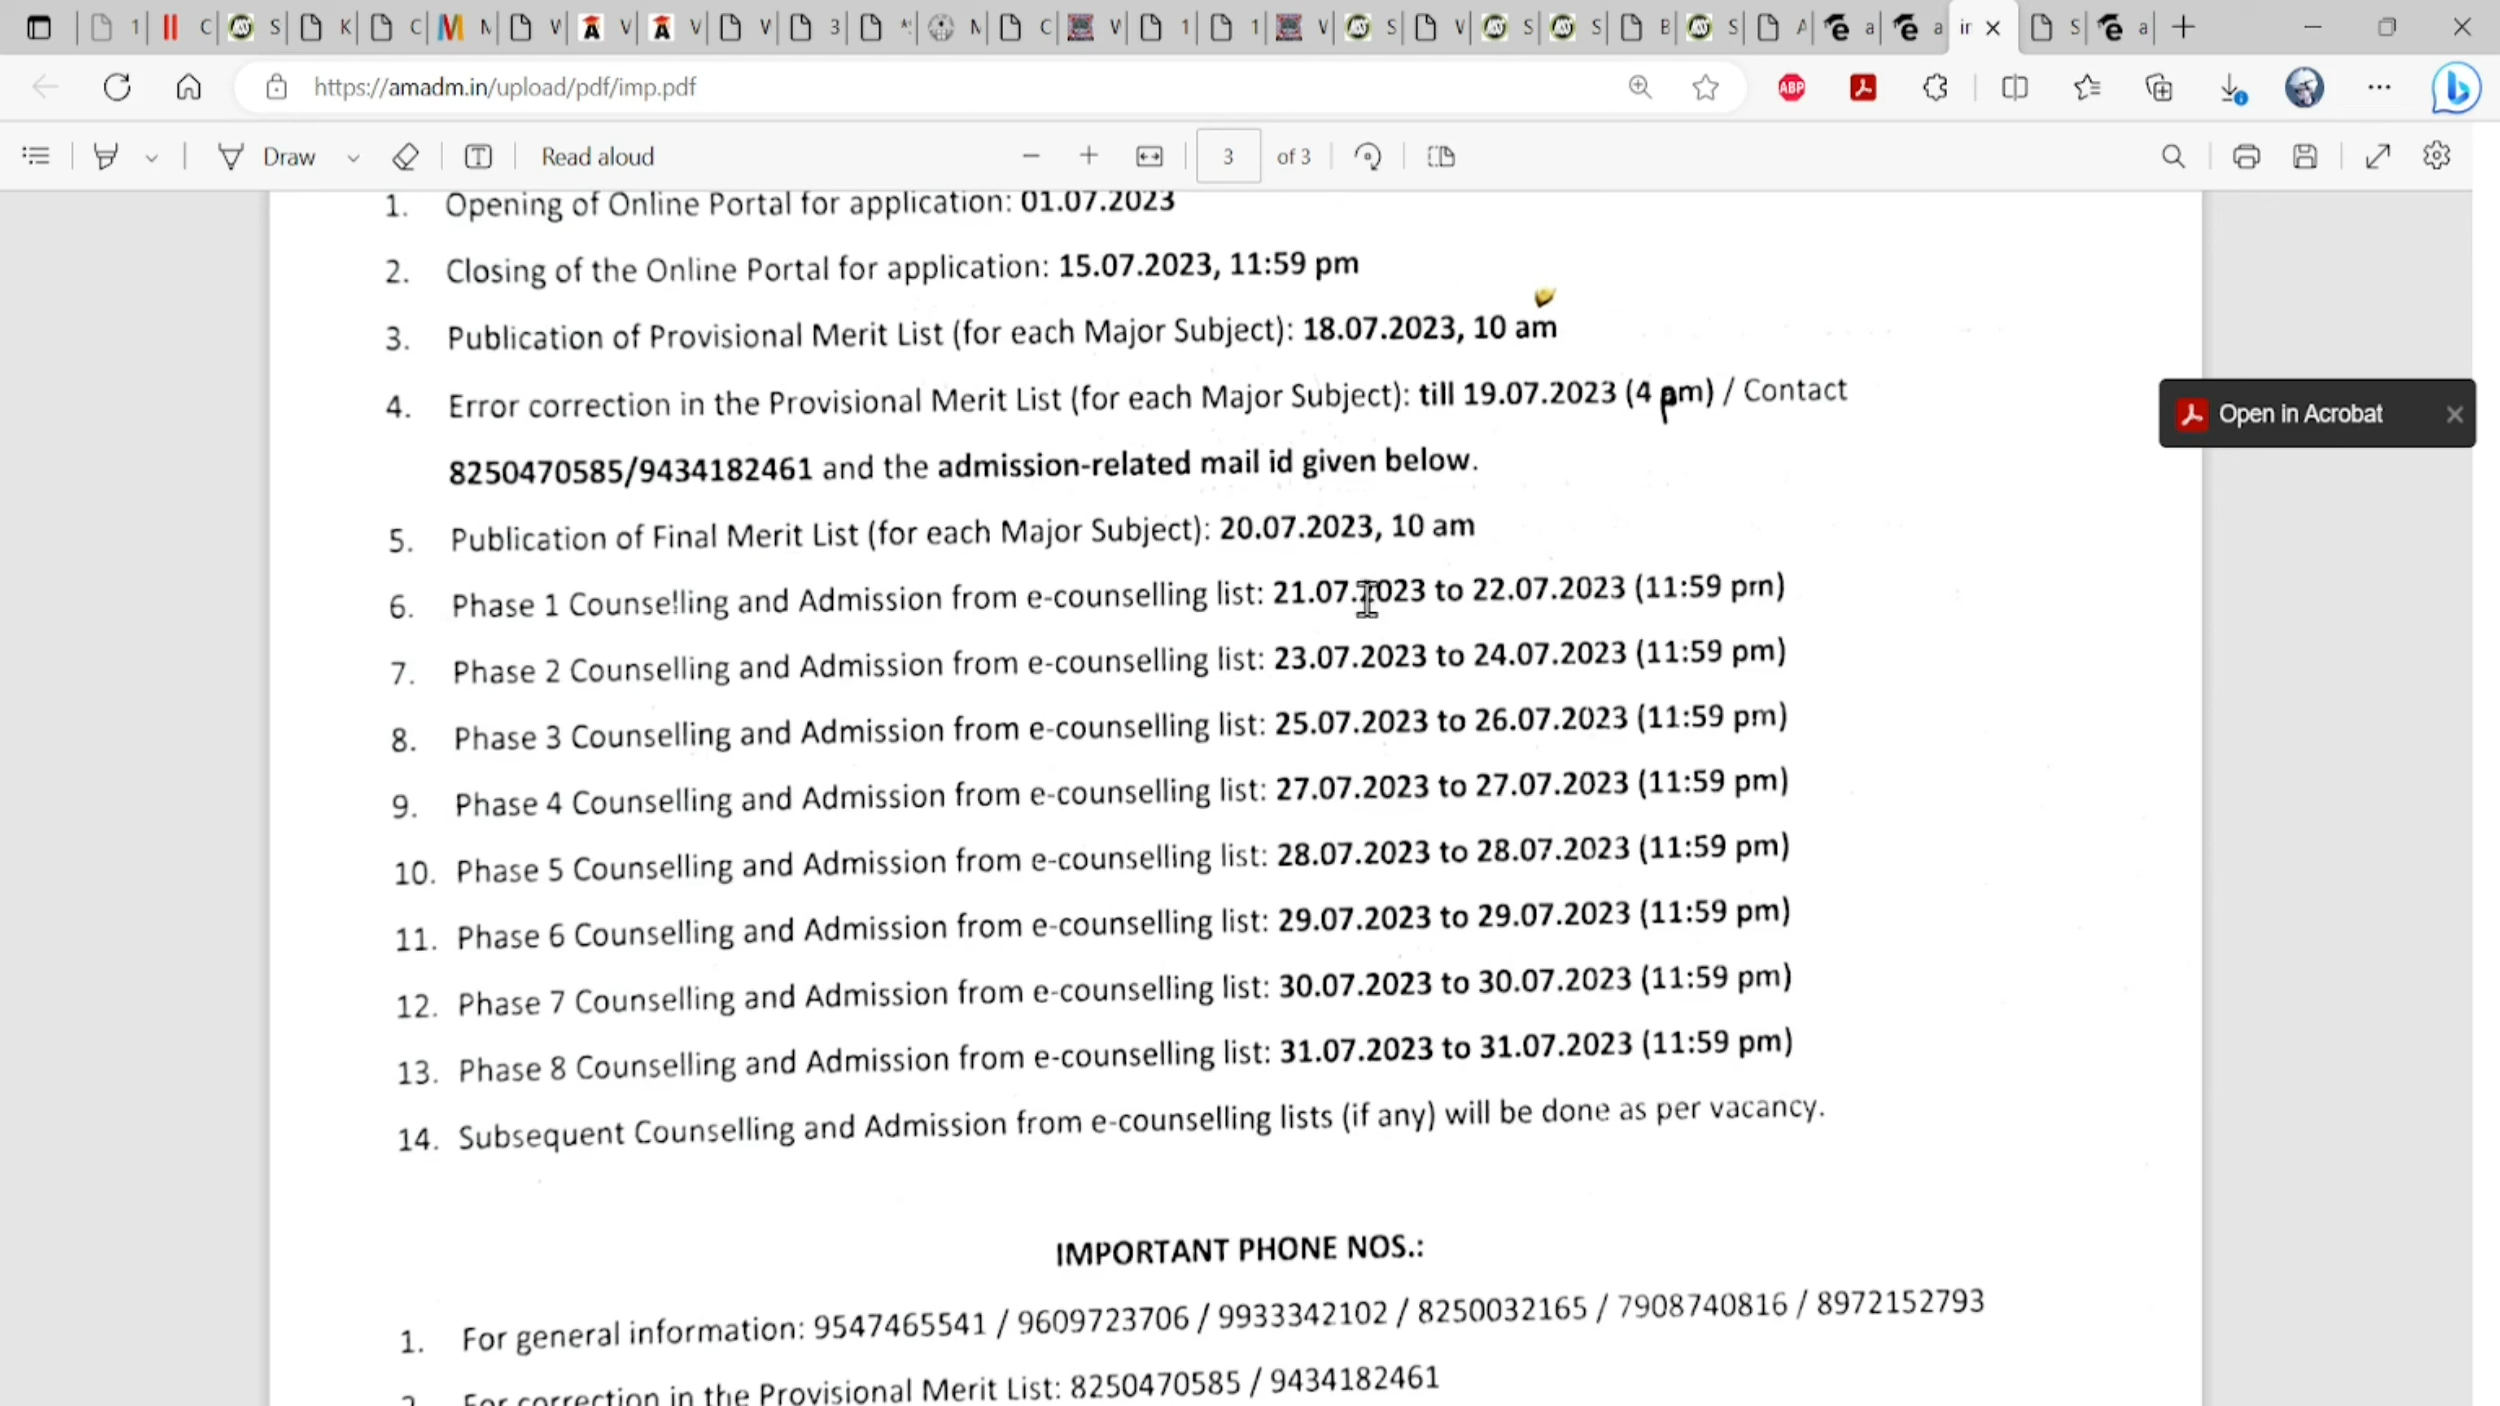 1 C S K C M V V V V 3 M C V 1 1 V S V S S B S A a a ir S a
https://amadm.in/upload/pdf/imp.pdf
ABP
Draw Read aloud 3 of 3
1. Opening of Online Portal for application: 01.07.2023
2. Closing of the Online Portal for application: 15.07.2023, 11:59 pm
3. Publication of Provisional Merit List (for each Major Subject): 18.07.2023, 10 am
4. Error correction in the Provisional Merit List (for each Major Subject): till 19.07.2023 (4 pm) / Contact
8250470585/9434182461 and the admission-related mail id given below.
Open in Acrobat
5. Publication of Final Merit List (for each Major Subject): 20.07.2023, 10 am
6. Phase 1 Counselling and Admission from e-counselling list: 21.07.2023 to 22.07.2023 (11:59 pm)
7. Phase 2 Counselling and Admission from e-counselling list: 23.07.2023 to 24.07.2023 (11:59 pm)
8. Phase 3 Counselling and Admission from e-counselling list: 25.07.2023 to 26.07.2023 (11:59 pm)
9. Phase 4 Counselling and Admission from e-counselling list: 27.07.2023 to 27.07.2023 (11:59 pm)
10. Phase 5 Counselling and Admission from e-counselling list: 28.07.2023 to 28.07.2023 (11:59 pm)
11. Phase 6 Counselling and Admission from e-counselling list: 29.07.2023 to 29.07.2023 (11:59 pm)
12. Phase 7 Counselling and Admission from e-counselling list: 30.07.2023 to 30.07.2023 (11:59 pm)
13. Phase 8 Counselling and Admission from e-counselling list: 31.07.2023 to 31.07.2023 (11:59 pm)
14. Subsequent Counselling and Admission from e-counselling lists (if any) will be done as per vacancy.
IMPORTANT PHONE NOS.:
1. For general information: 9547465541 / 9609723706 / 9933342102 / 8250032165 / 7908740816 / 8972152793
2. For correction in the Provisional Merit List: 8250470585 / 9434182461